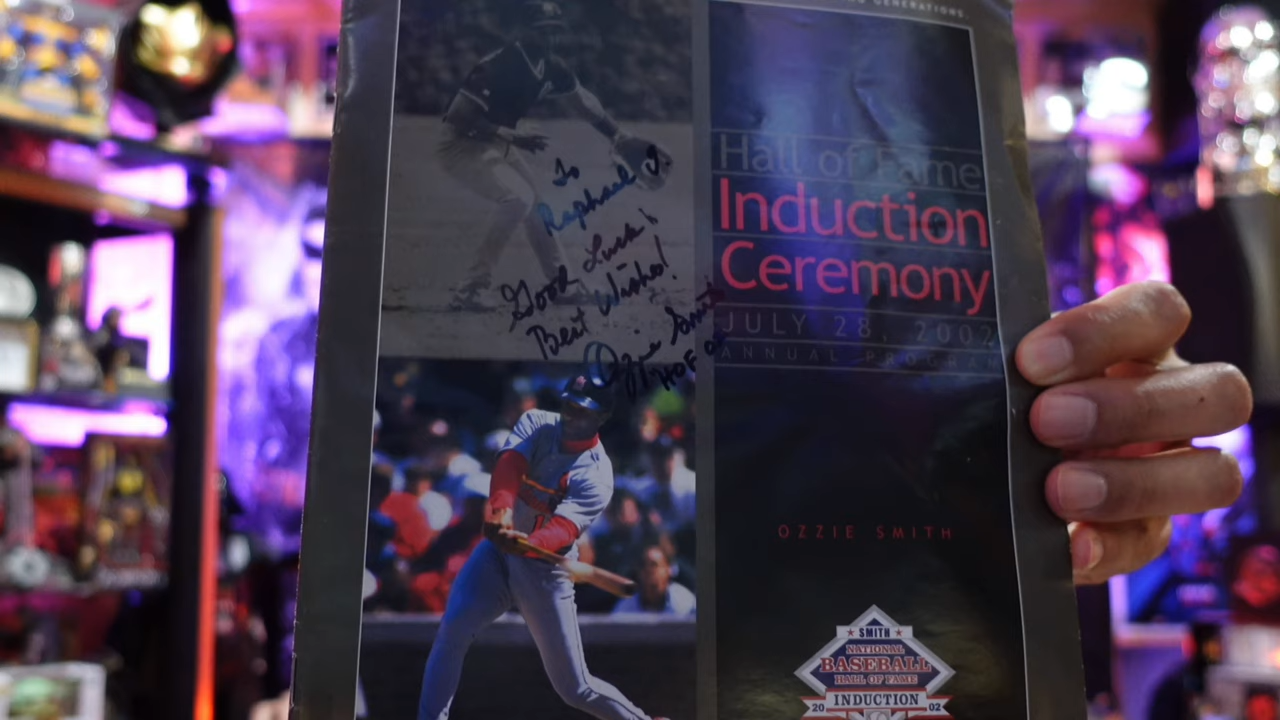 GENERATIONS.
Hall of Fame
Induction
Ceremony
JULY 28, 2002
ANNUAL PROGRAM
To
Raphael J
Good Luck!
Best Wishes!
Ozzie Smith
HOF 02
OZZIE SMITH
SMITH
NATIONAL
BASEBALL
HALL OF FAME
INDUCTION
20 02